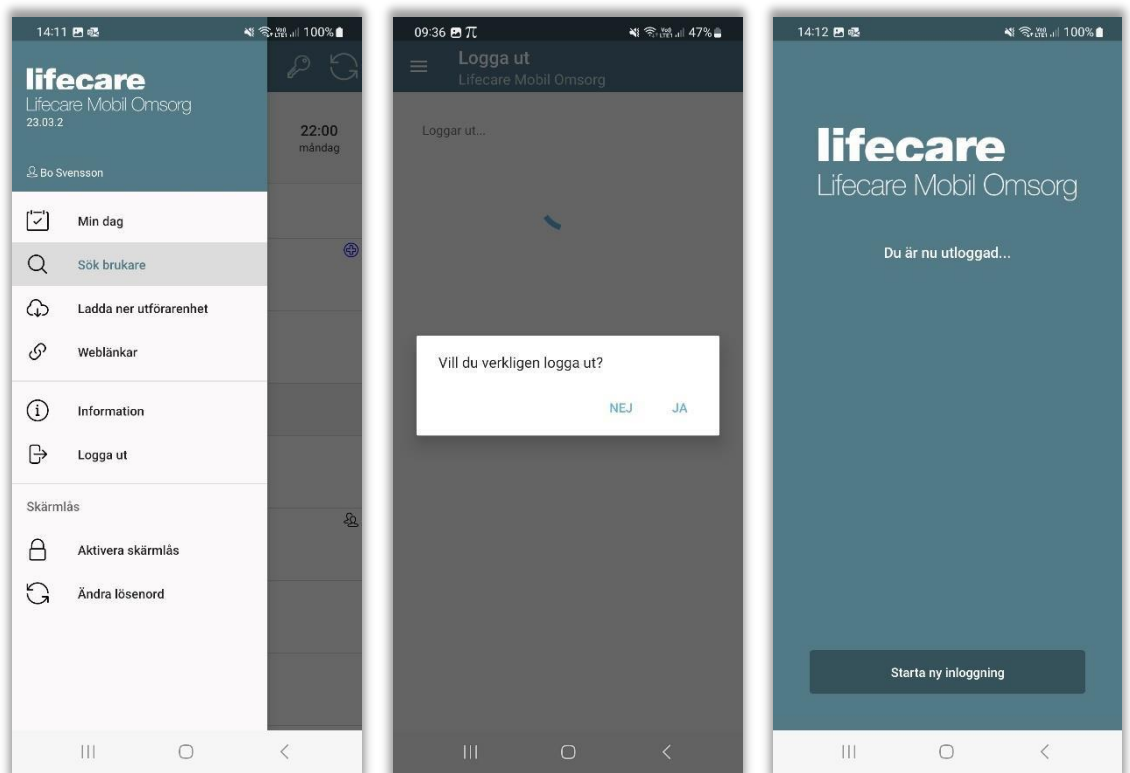 14:11
100%
lifecare
Lifecare Mobil Omsorg
23.03.2
Bo Svensson
22:00
måndag
Min dag
Sök brukare
Ladda ner utförarenhet
Weblänkar
Information
Logga ut
Skärmlås
Aktivera skärmlås
Ändra lösenord
09:36 π
47%
Logga ut
Lifecare Mobil Omsorg
Loggar ut...
Vill du verkligen logga ut?
NEJ JA
14:12
100%
lifecare
Lifecare Mobil Omsorg
Du är nu utloggad...
Starta ny inloggning